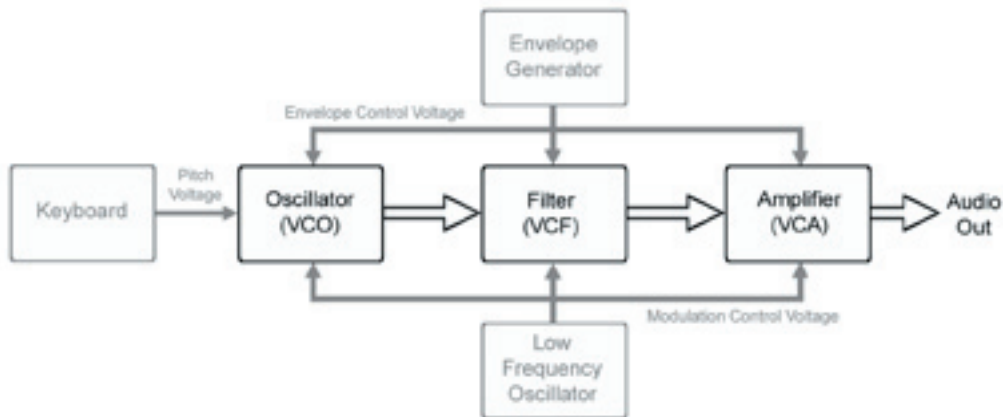 Envelope
Generator
Envelope Control Voltage
Keyboard
Pitch
Voltage
Oscillator
(VCO)
Filter
(VCF)
Amplifier
(VCA)
Audio
Out
Modulation Control Voltage
Low
Frequency
Oscillator